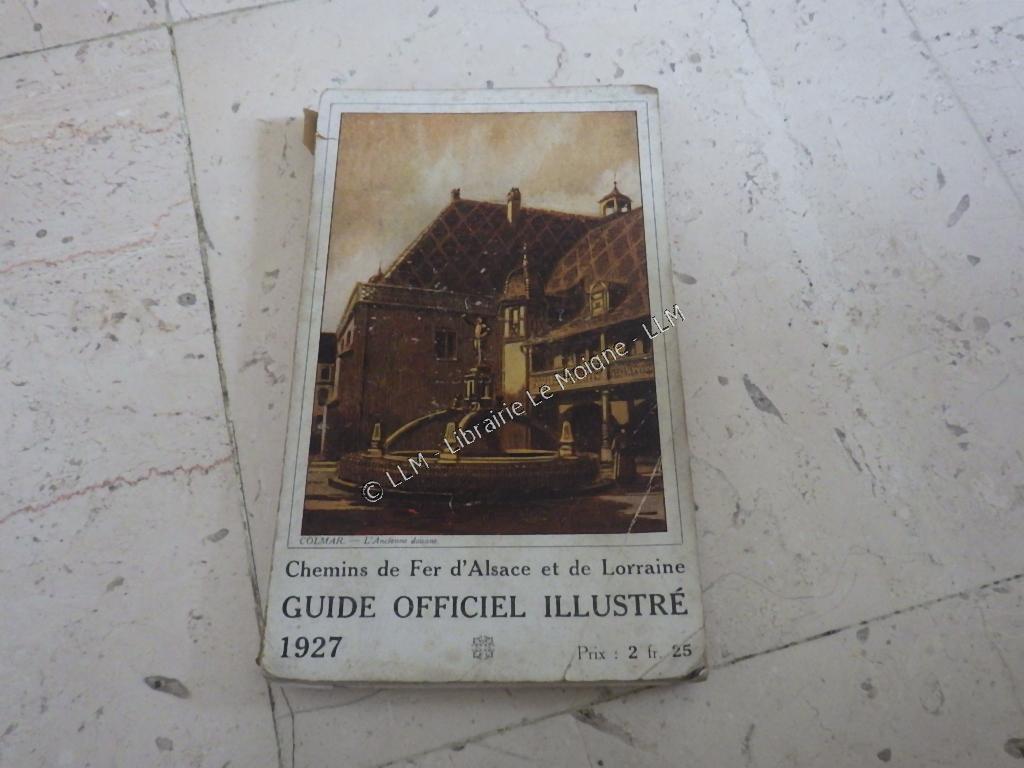 © LLM - Librairie Le Moigne - LLM
COLMAR. — L'Ancienne douane.
Chemins de Fer d'Alsace et de Lorraine
GUIDE OFFICIEL ILLUSTRÉ
1927
Prix : 2 fr. 25